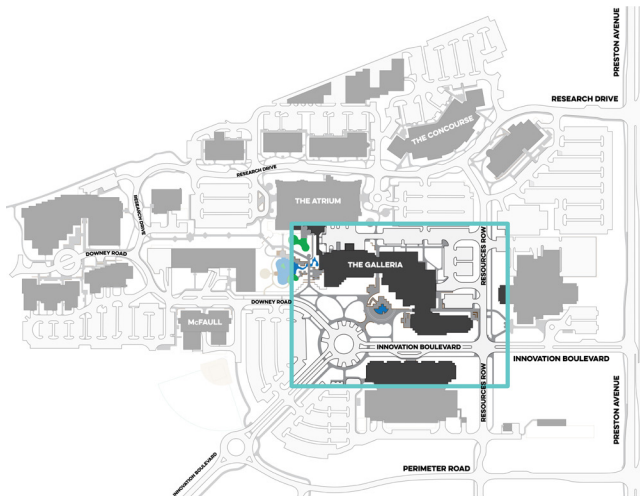 PRESTON AVENUE
RESEARCH DRIVE
THE CONCOURSE
RESEARCH DRIVE
THE ATRIUM
RESEARCH DRIVE
RESOURCES ROW
DOWNEY ROAD
THE GALLERIA
DOWNEY ROAD
McFAULL
INNOVATION BOULEVARD
INNOVATION BOULEVARD
RESOURCES ROW
PRESTON AVENUE
INNOVATION BOULEVARD
PERIMETER ROAD